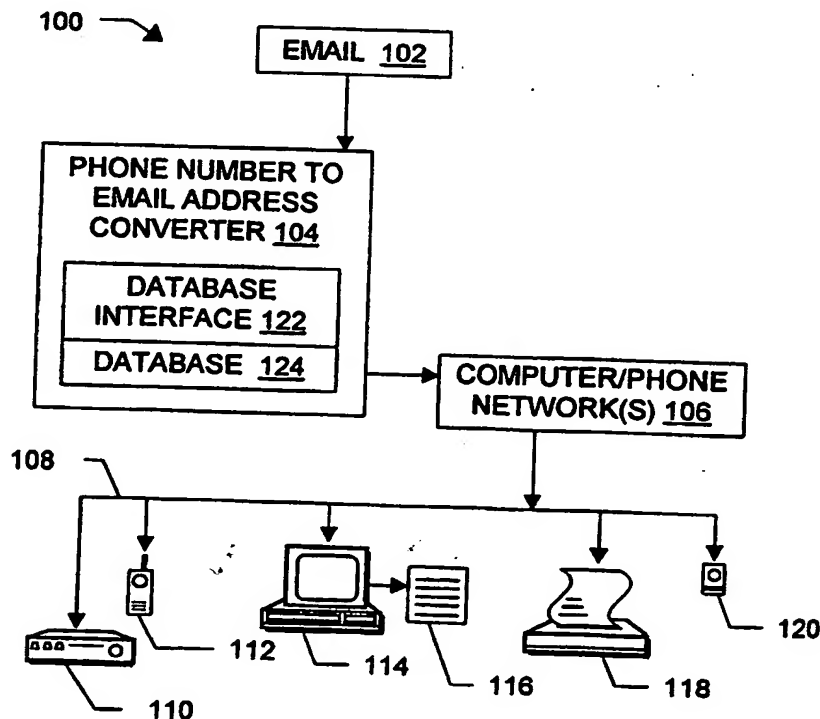 100
EMAIL 102
PHONE NUMBER TO
EMAIL ADDRESS
CONVERTER 104
DATABASE
INTERFACE 122
DATABASE 124
COMPUTER/PHONE
NETWORK(S) 106
108
112
114
116
118
120
110